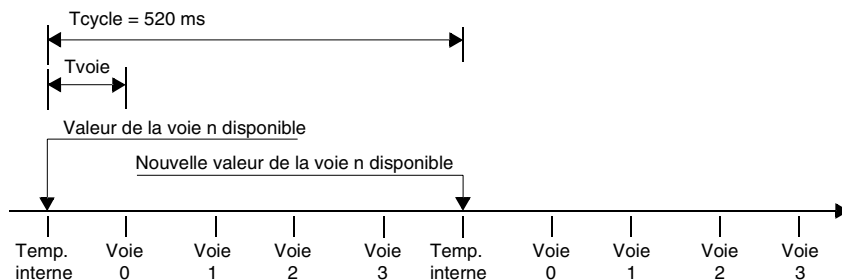 Tcycle = 520 ms
Tvoie
Valeur de la voie n disponible
Nouvelle valeur de la voie n disponible
Temp. Voie Voie Voie Voie Temp. Voie Voie Voie Voie
interne 0 1 2 3 interne 0 1 2 3